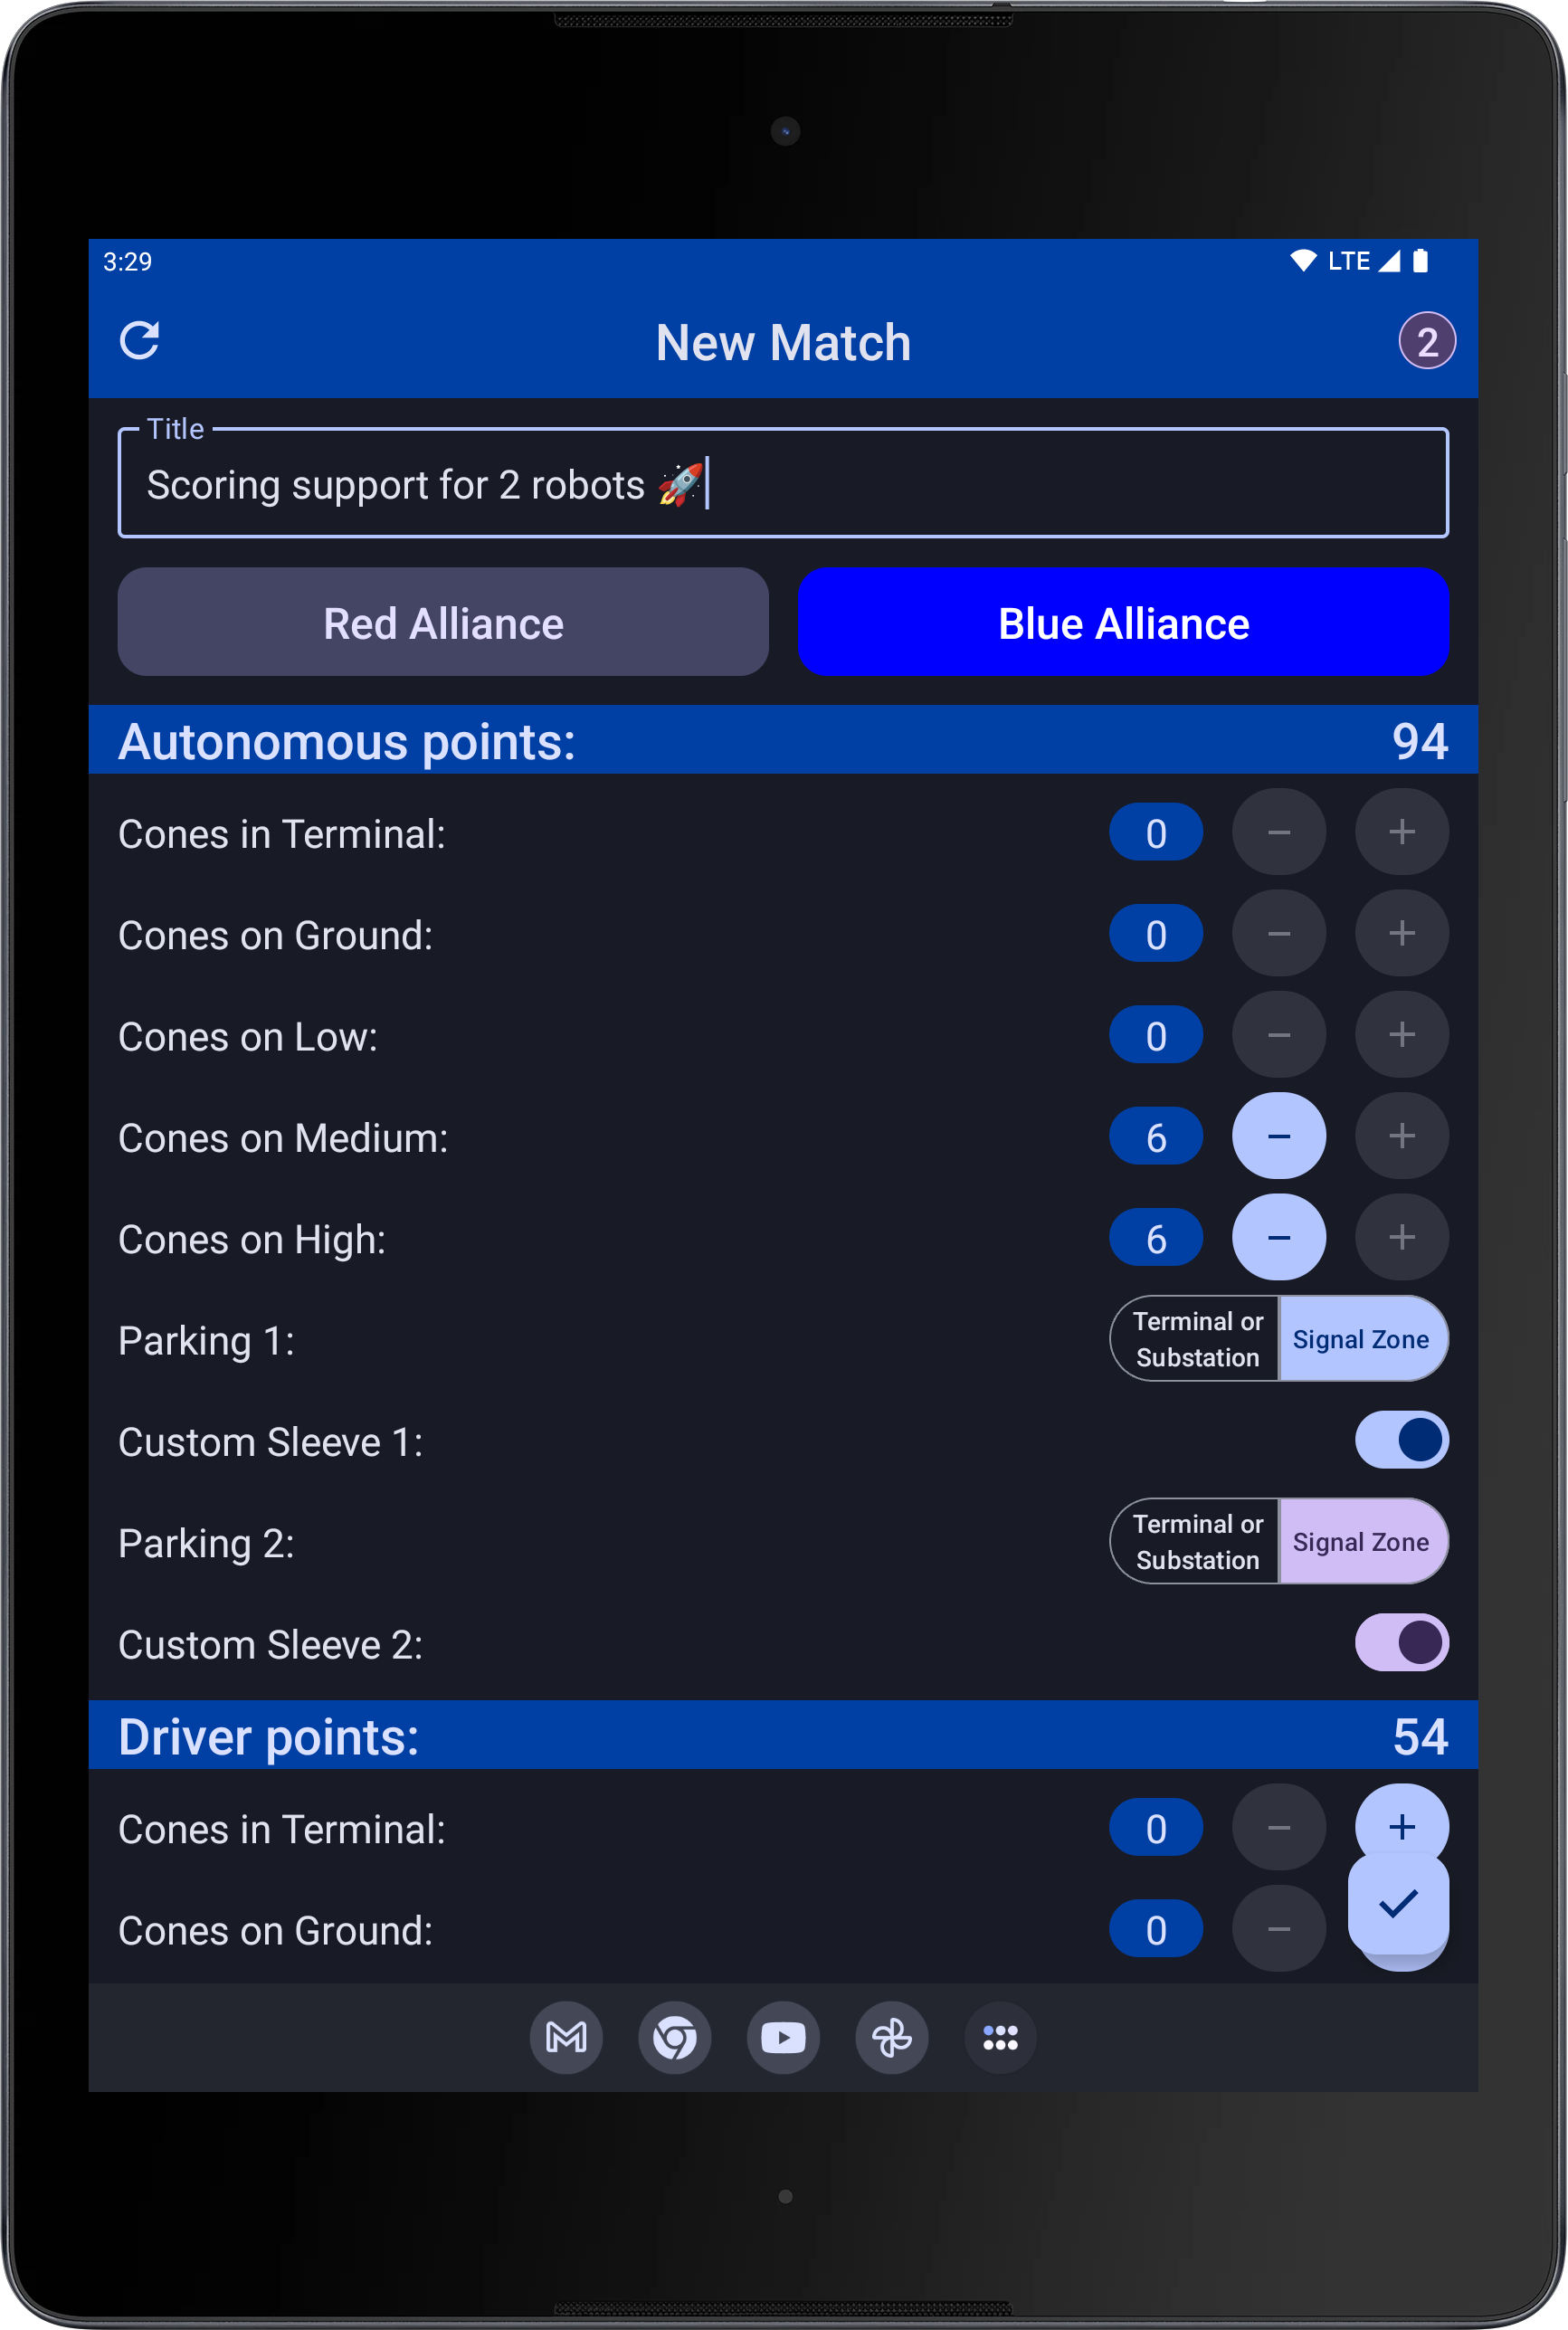 3:29
LTE
New Match
2
Title
Scoring support for 2 robots 🚀
Red Alliance
Blue Alliance
Autonomous points: 94
Cones in Terminal: 0 − +
Cones on Ground: 0 − +
Cones on Low: 0 − +
Cones on Medium: 6 − +
Cones on High: 6 − +
Parking 1:
Terminal or
Substation
Signal Zone
Custom Sleeve 1:
Parking 2:
Terminal or
Substation
Signal Zone
Custom Sleeve 2:
Driver points: 54
Cones in Terminal: 0 − +
Cones on Ground: 0 −